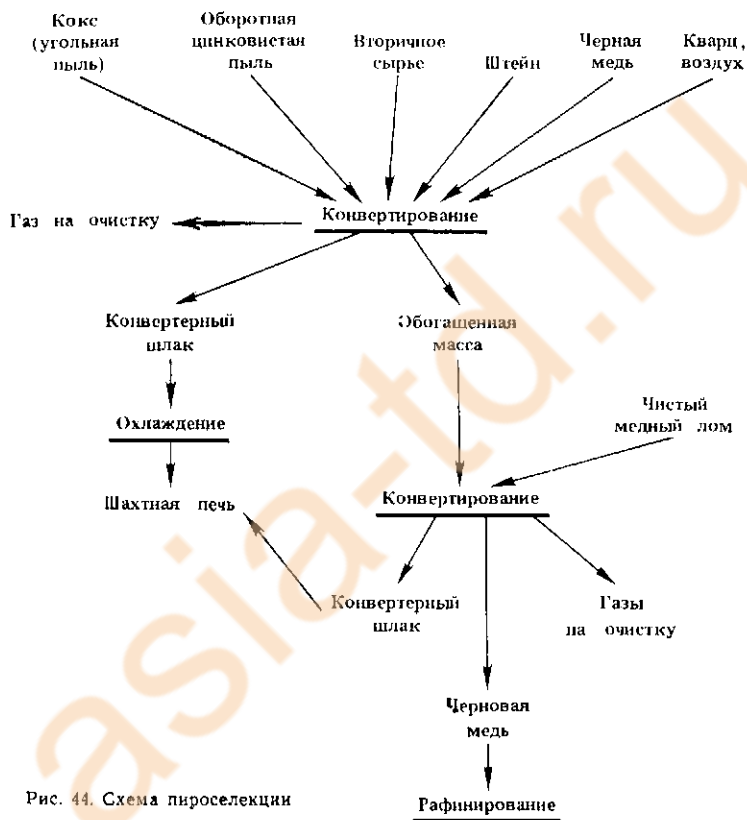 Кокс
(угольная
пыль)
Оборотная
цинковистая
пыль
Вторичное
сырье
Штейн
Черная
медь
Кварц,
воздух
Газ на очистку
Конвертирование
Конвертерный
шлак
Обогащенная
масса
Охлаждение
Чистый
медный лом
Шахтная печь
Конвертирование
Конвертерный
шлак
Газы
на очистку
Черновая
медь
Рафинирование
Рис. 44. Схема пироселекции
asia-td.ru